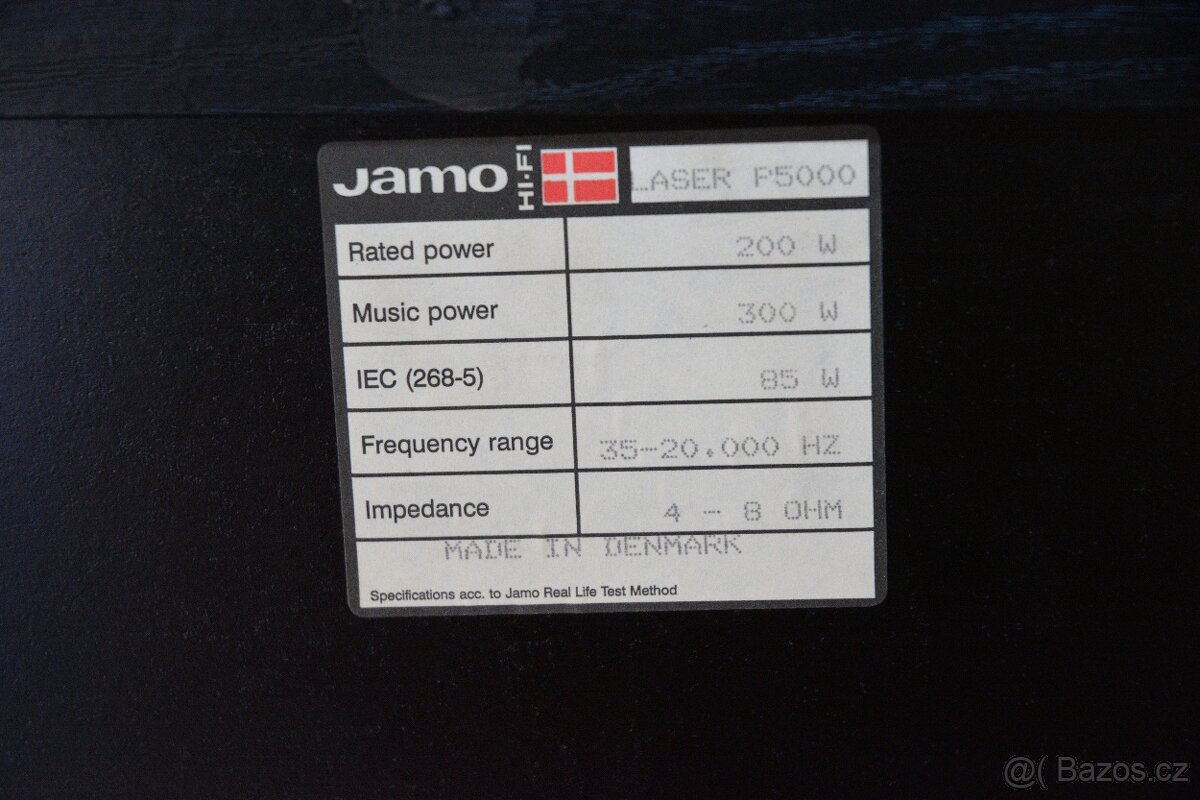 Jamo HI-FI LASER P5000
Rated power 200 W
Music power 300 W
IEC (268-5) 85 W
Frequency range 35-20.000 HZ
Impedance 4 - 8 OHM
MADE IN DENMARK
Specifications acc. to Jamo Real Life Test Method
@( Bazos.cz